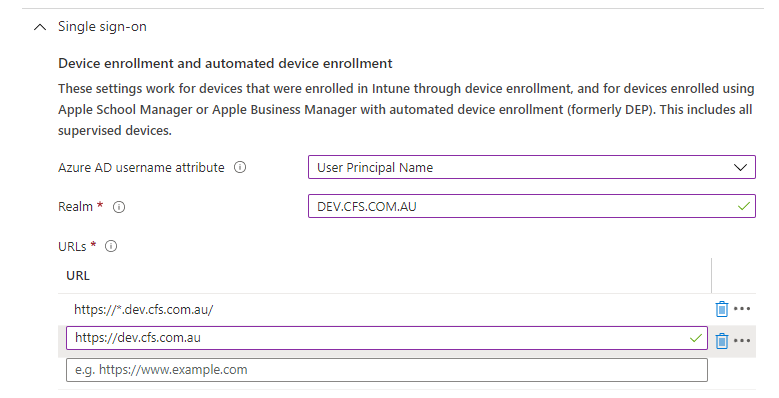 Single sign-on
Device enrollment and automated device enrollment
These settings work for devices that were enrolled in Intune through device enrollment, and for devices enrolled using
Apple School Manager or Apple Business Manager with automated device enrollment (formerly DEP). This includes all
supervised devices.
Azure AD username attribute
User Principal Name
Realm *
DEV.CFS.COM.AU
URLs *
URL
https://*.dev.cfs.com.au/
https://dev.cfs.com.au
e.g. https://www.example.com